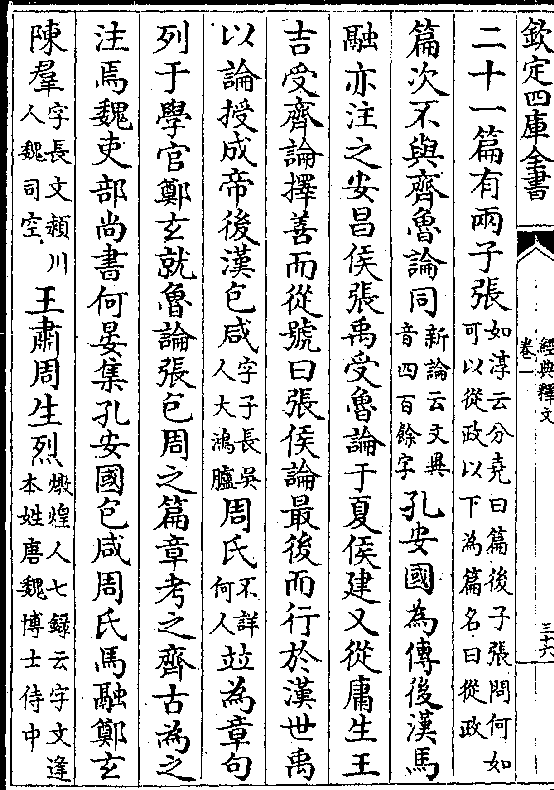 欽定四庫全書
經典釋文
卷一
三十六
二十一篇有兩子張如淳云分堯曰篇後子張問何如可以從政以下為篇名曰從政
篇次不與齊魯論同新論云文異音四百餘字孔安國為傳後漢馬
融亦注之安昌侯張禹受魯論于夏侯建又從庸生王
吉受齊論擇善而從號曰張侯論最後而行於漢世禹
以論授成帝後漢包咸字子長吳人大鴻臚周氏不詳何人竝為章句
列于學官鄭玄就魯論張包周之篇章考之齊古為之
注焉魏吏部尚書何晏集孔安國包咸周氏馬融鄭玄
陳羣字長文頴川人魏司空王肅周生烈燉煌人七録云字文逢本姓唐魏博士侍中